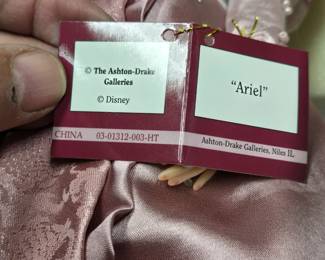 © The Ashton-Drake
Galleries
© Disney
CHINA 03-01312-003-HT
"Ariel"
Ashton-Drake Galleries, Niles IL